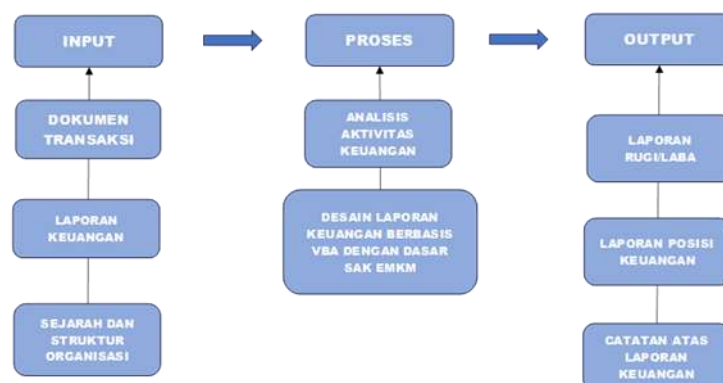 INPUT
PROSES
OUTPUT
DOKUMEN
TRANSAKSI
LAPORAN
KEUANGAN
SEJARAH DAN
STRUKTUR
ORGANISASI
ANALISIS
AKTIVITAS
KEUANGAN
DESAIN LAPORAN
KEUANGAN BERBASIS
VBA DENGAN DASAR
SAK EMKM
LAPORAN
RUGI/LABA
LAPORAN POSISI
KEUANGAN
CATATAN ATAS
LAPORAN
KEUANGAN